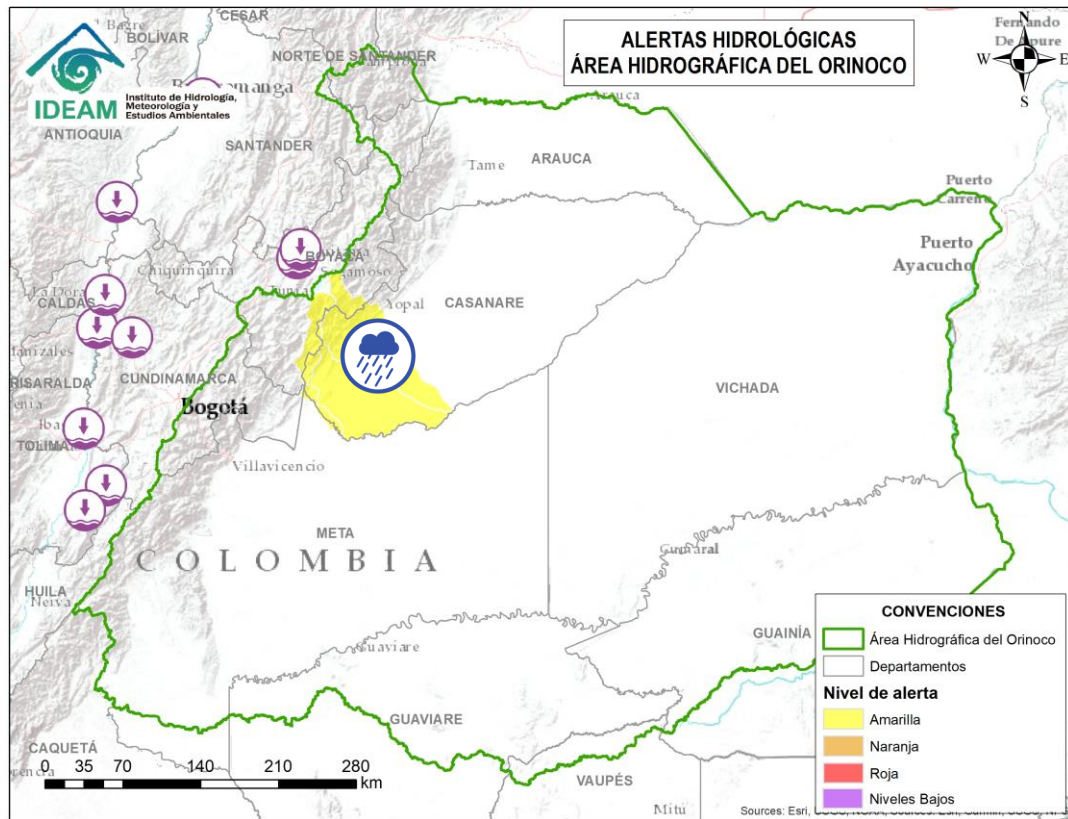 ALERTAS HIDROLÓGICAS
ÁREA HIDROGRÁFICA DEL ORINOCO
IDEAM
Instituto de Hidrología,
Meteorología y
Estudios Ambientales
N
W
E
S
Fernando
De Apure
CESAR
BOLÍVAR
NORTE DE SANTANDER
ANTIOQUIA
SANTANDER
Arauca
ARAUCA
Tame
Puerto
Carreño
Puerto
Ayacucho
Chiquinquira
BOYACÁ
Sogamoso
Tunja
Yopal
CASANARE
La Dorada
CALDAS
Manizales
RISARALDA
CUNDINAMARCA
Bogotá
VICHADA
TOLIMA
Villavicencio
META
COLOMBIA
Cumaral
HUILA
Neiva
GUAINÍA
Guaviare
GUAVIARE
CAQUETÁ
VAUPÉS
Mitú
0 35 70 140 210 280
km
CONVENCIONES
Área Hidrográfica del Orinoco
Departamentos
Nivel de alerta
Amarilla
Naranja
Roja
Niveles Bajos
Sources: Esri,